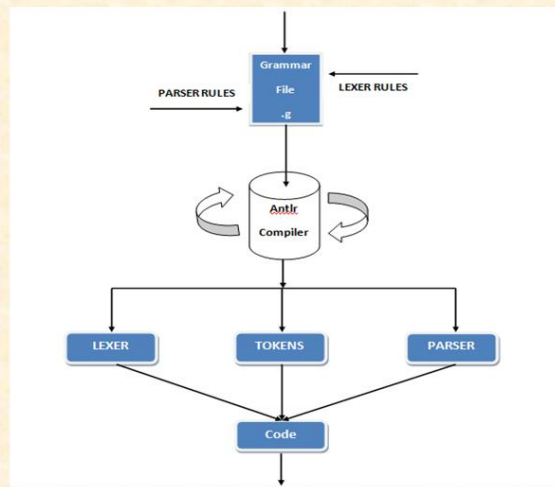 Grammar
File
.g
PARSER RULES
LEXER RULES
Antlr
Compiler
LEXER
TOKENS
PARSER
Code